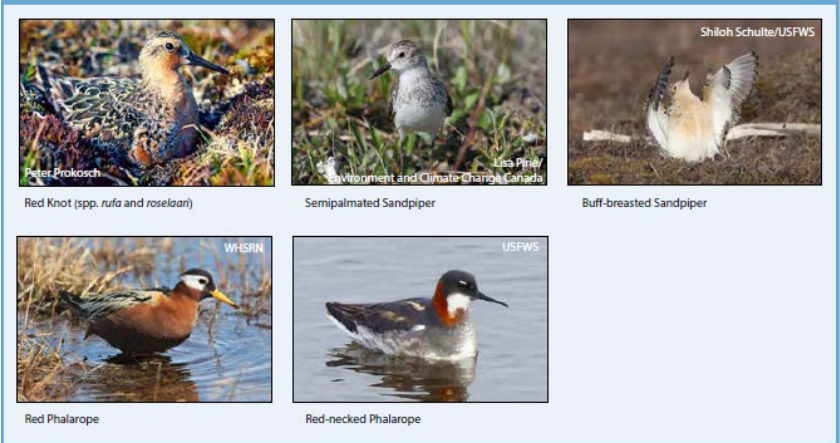 Shiloh Schulte/USFWS
Peter Prokosch
Lisa Pirie/
Environment and Climate Change Canada
Red Knot (spp. rufa and roselaari)
Semipalmated Sandpiper
Buff-breasted Sandpiper
WHSRN
USFWS
Red Phalarope
Red-necked Phalarope